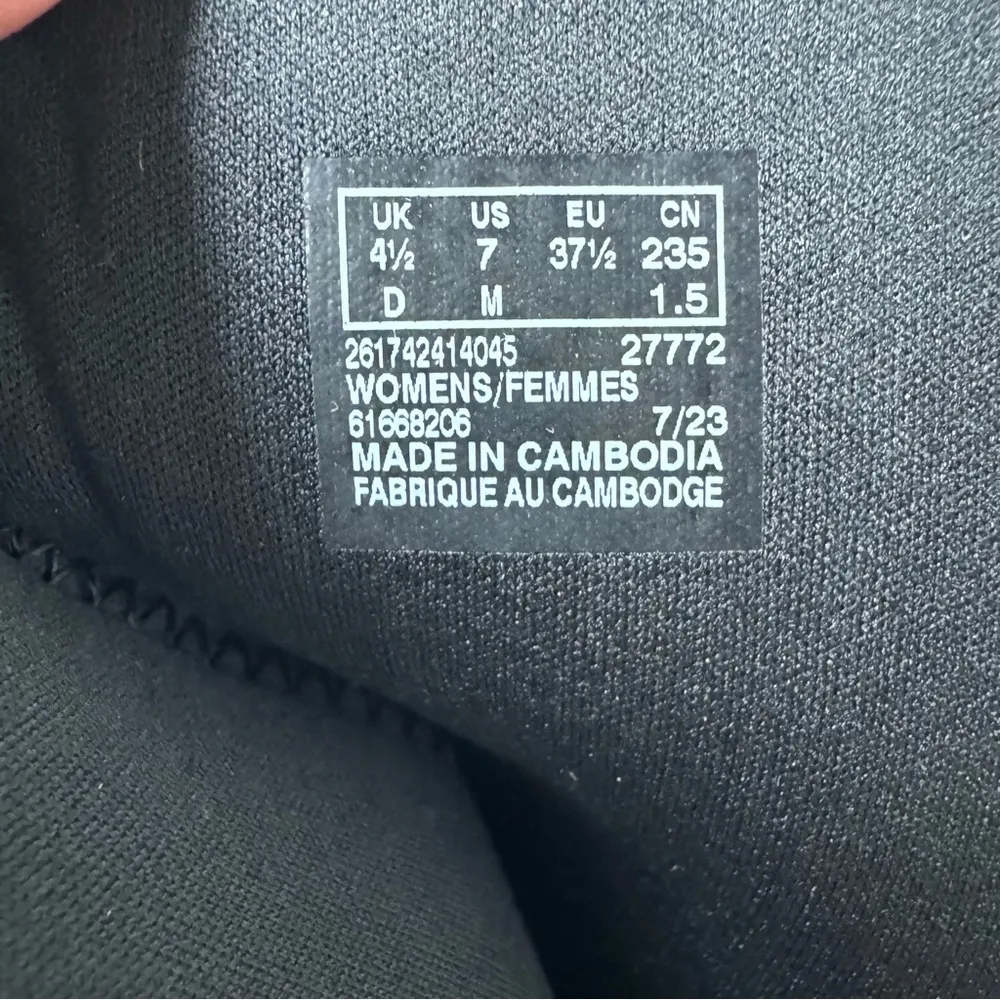 UK US EU CN
4½ 7 37½ 235
D M 1.5
261742414045 27772
WOMENS/FEMMES
61668206 7/23
MADE IN CAMBODIA
FABRIQUE AU CAMBODGE